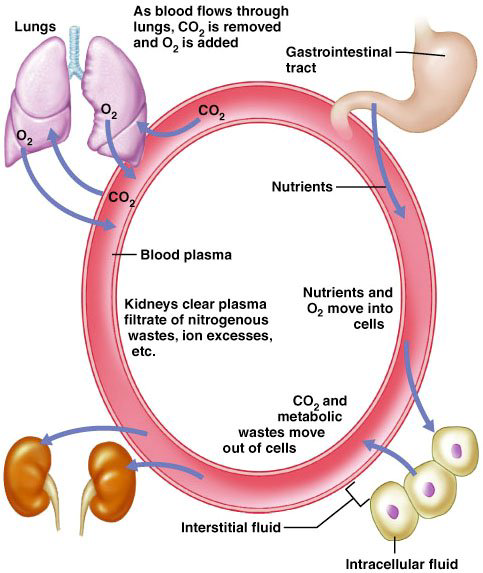 Lungs
As blood flows through
lungs, CO₂ is removed
and O₂ is added
Gastrointestinal
tract
O₂
CO₂
O₂
CO₂
Nutrients
Blood plasma
Kidneys clear plasma
filtrate of nitrogenous
wastes, ion excesses,
etc.
Nutrients and
O₂ move into
cells
CO₂ and
metabolic
wastes move
out of cells
Interstitial fluid
Intracellular fluid